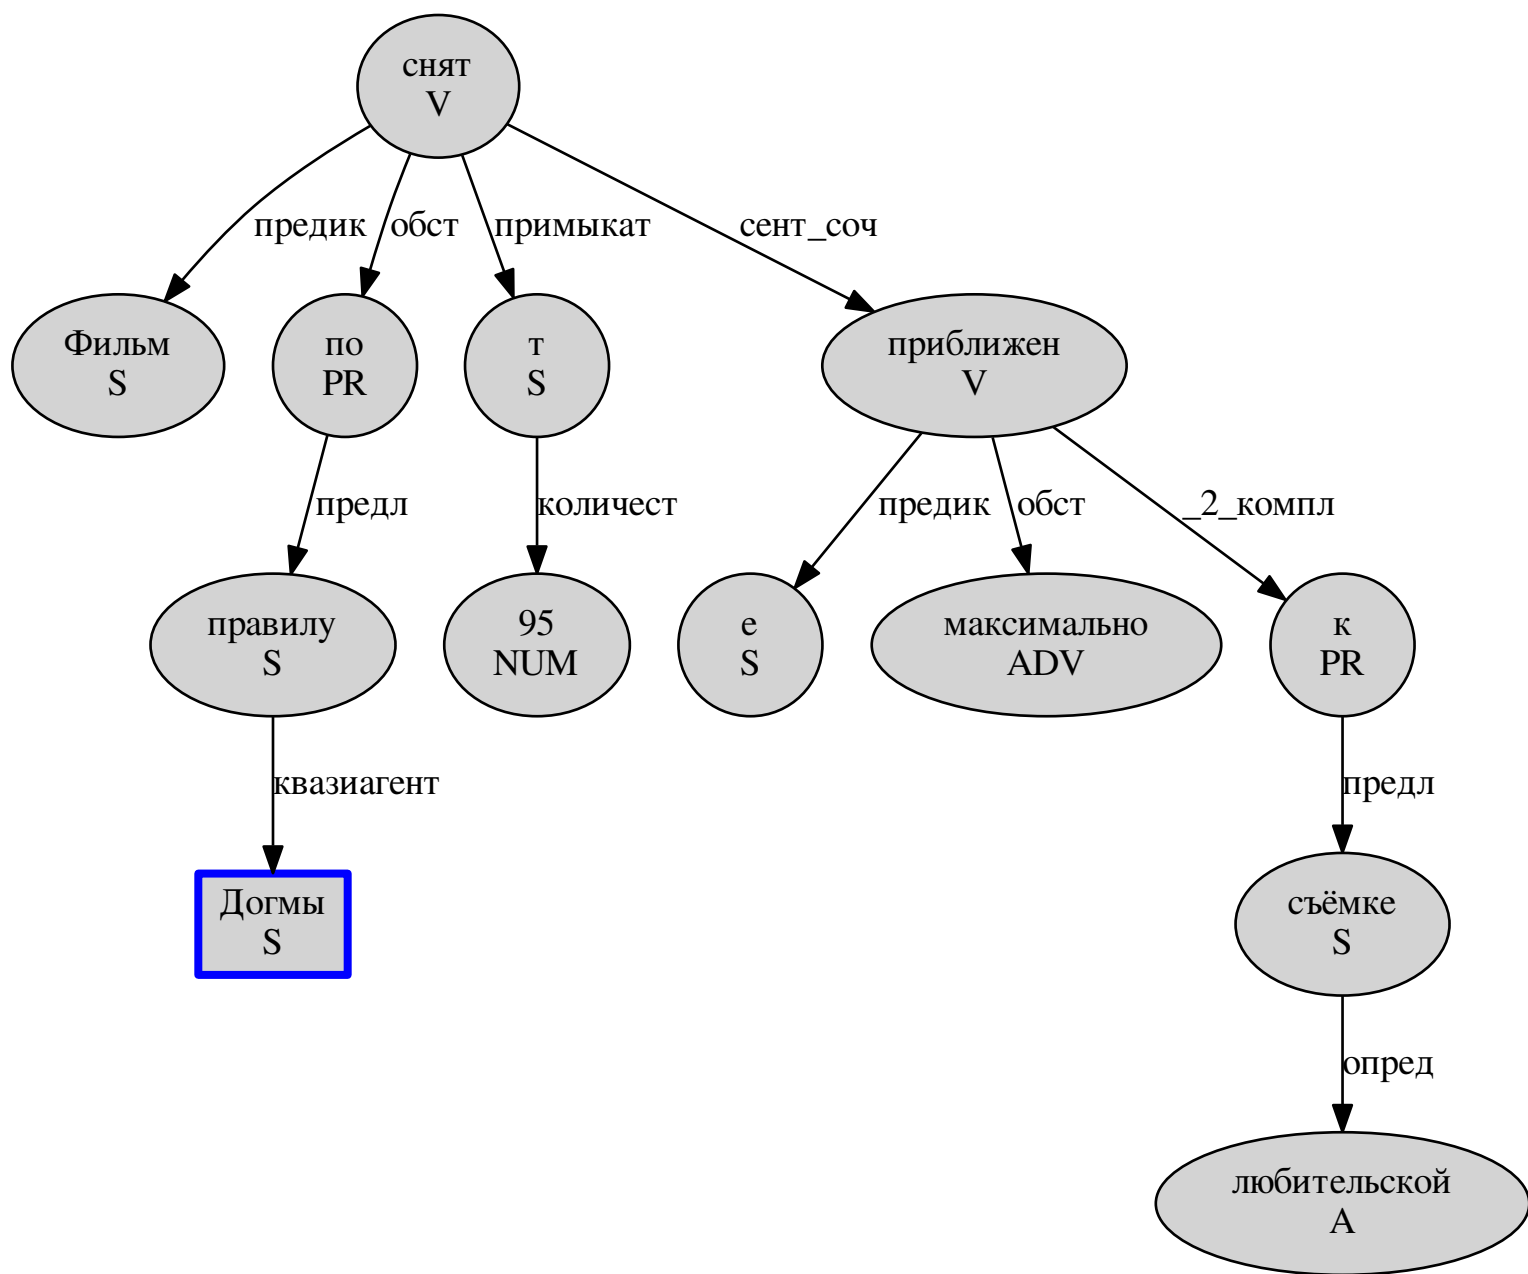 снят
V
предик
обст
примыкат
сент_соч
Фильм
S
по
PR
т
S
приближен
V
предл
количест
предик
обст
_2_компл
правилу
S
95
NUM
е
S
максимально
ADV
к
PR
квазиагент
предл
Догмы
S
съёмке
S
опред
любительской
A